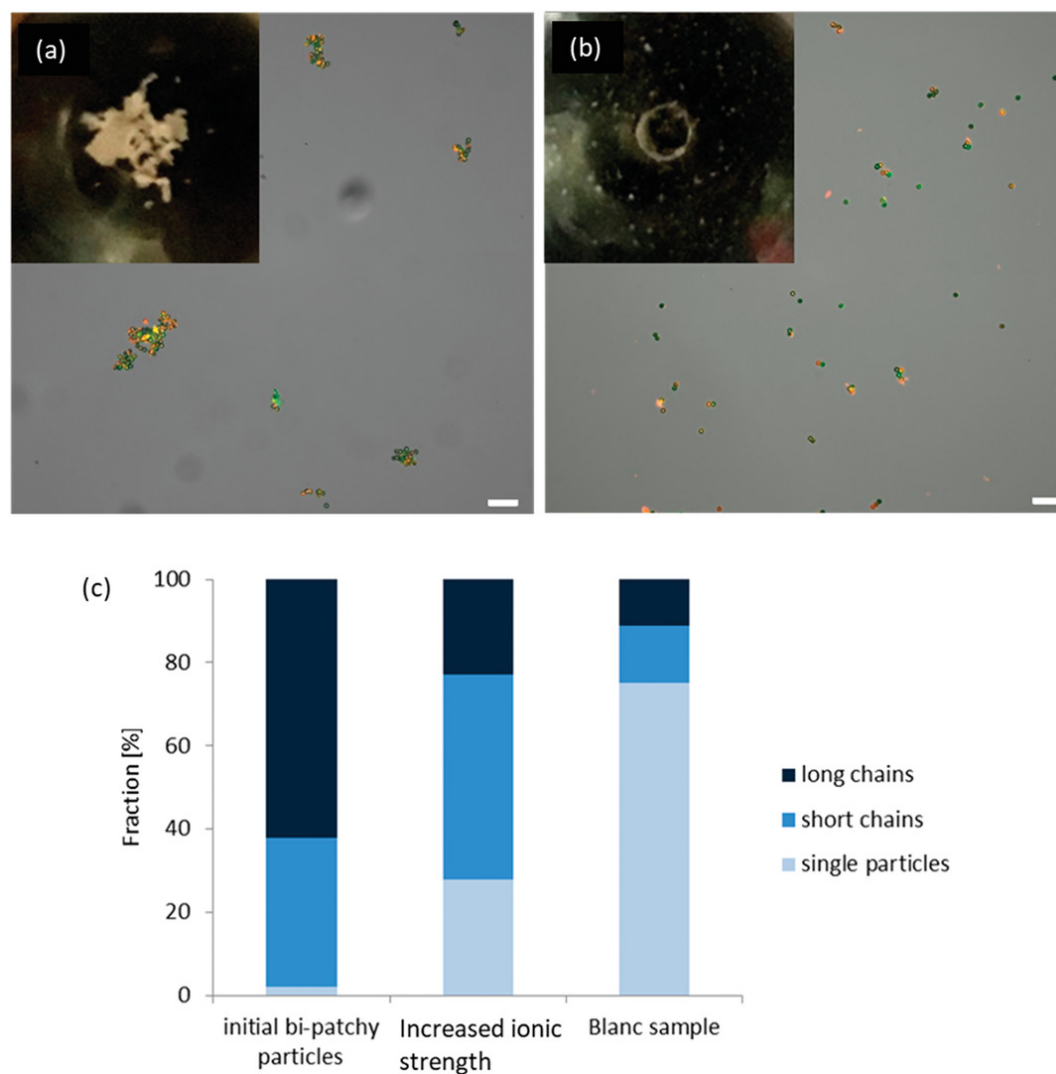 (a)
(b)
(c)
Fraction [%]
100
80
60
40
20
0
initial bi-patchy
particles
Increased ionic
strength
Blanc sample
long chains
short chains
single particles